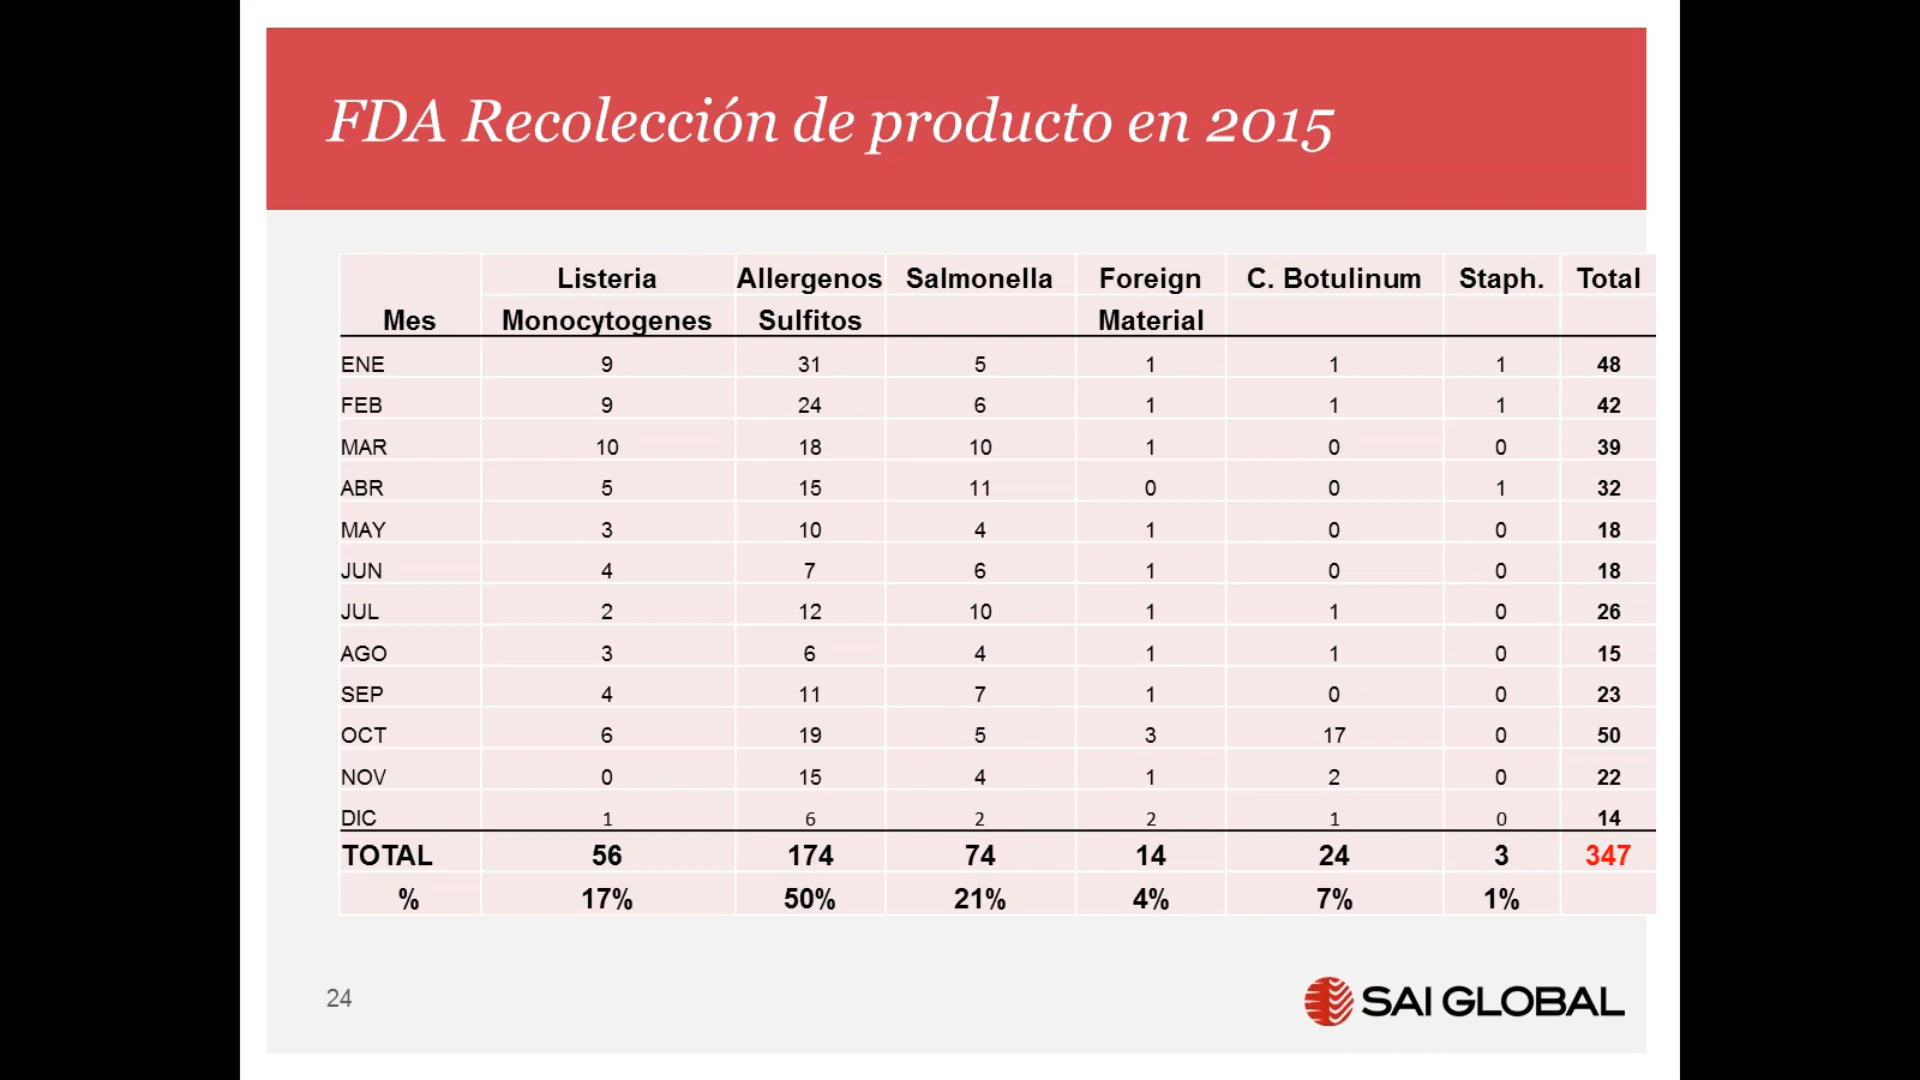 FDA Recolección de producto en 2015
Listeria Allergenos Salmonella Foreign C. Botulinum Staph. Total
Mes Monocytogenes Sulfitos Material
ENE 9 31 5 1 1 1 48
FEB 9 24 6 1 1 1 42
MAR 10 18 10 1 0 0 39
ABR 5 15 11 0 0 1 32
MAY 3 10 4 1 0 0 18
JUN 4 7 6 1 0 0 18
JUL 2 12 10 1 1 0 26
AGO 3 6 4 1 1 0 15
SEP 4 11 7 1 0 0 23
OCT 6 19 5 3 17 0 50
NOV 0 15 4 1 2 0 22
DIC 1 6 2 2 1 0 14
TOTAL 56 174 74 14 24 3 347
% 17% 50% 21% 4% 7% 1%
24
SAI GLOBAL